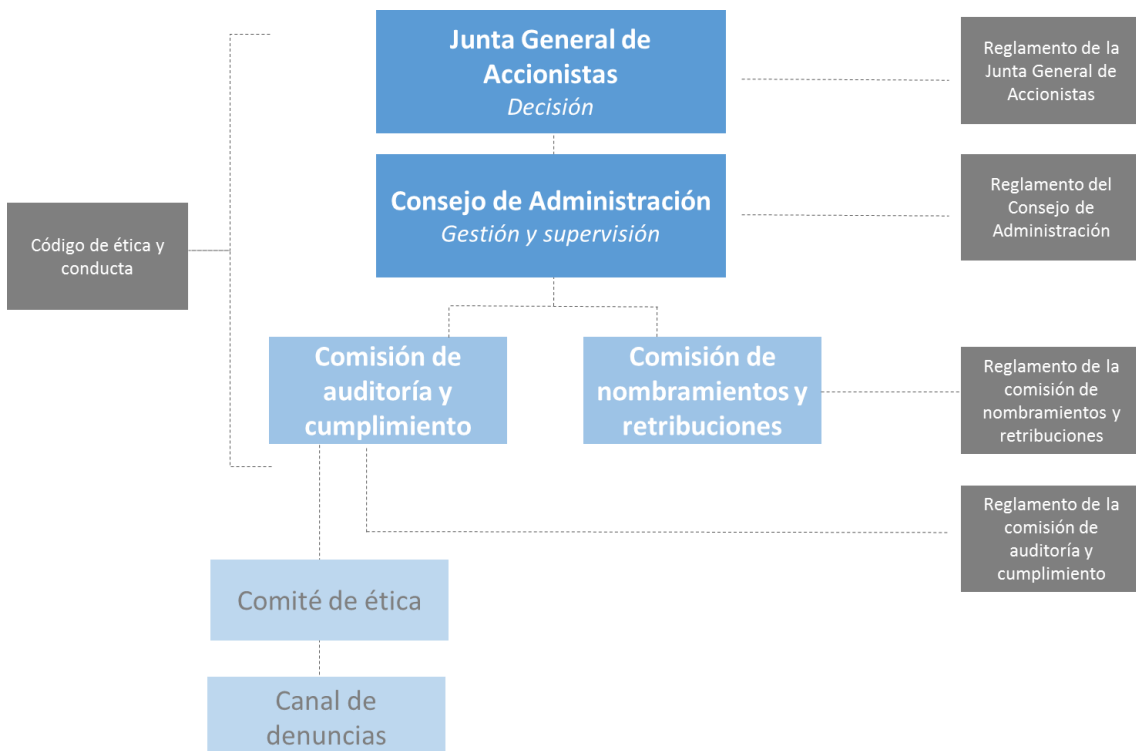 Junta General de
Accionistas
Decisión
Reglamento de la
Junta General de
Accionistas
Consejo de Administración
Gestión y supervisión
Reglamento del
Consejo de
Administración
Código de ética y
conducta
Comisión de
auditoría y
cumplimiento
Comisión de
nombramientos y
retribuciones
Reglamento de la
comisión de
nombramientos y
retribuciones
Reglamento de la
comisión de
auditoría y
cumplimiento
Comité de ética
Canal de
denuncias